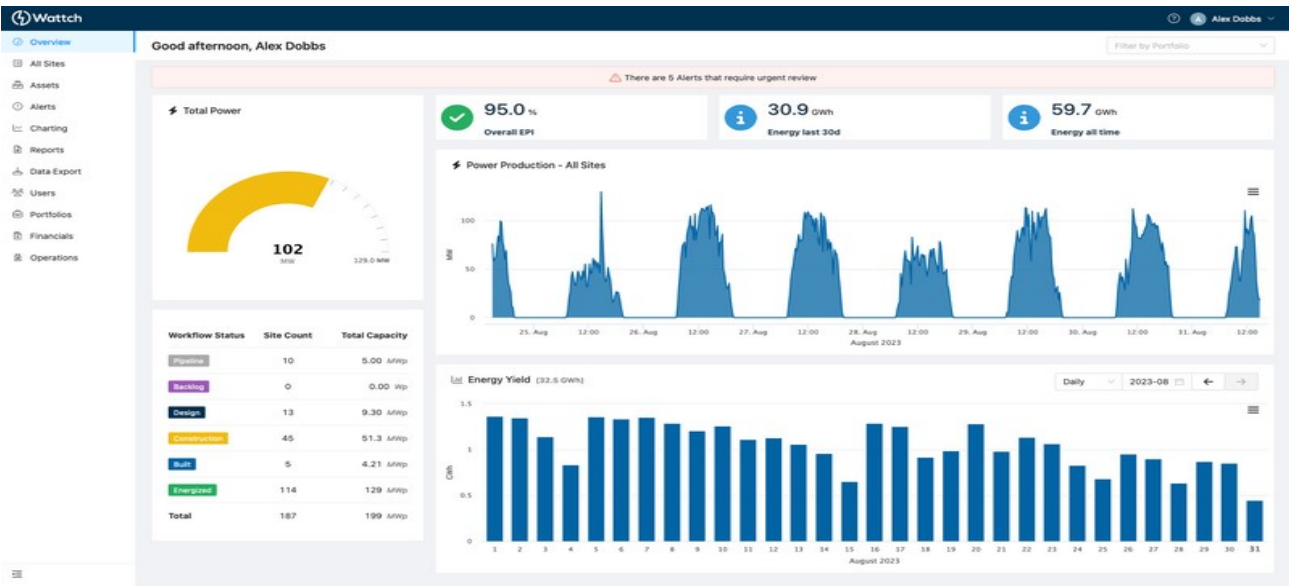 Wattch
Alex Dobbs
Overview
All Sites
Assets
Alerts
Charting
Reports
Data Export
Users
Portfolios
Financials
Operations
Good afternoon, Alex Dobbs
Filter by Portfolio
There are 5 Alerts that require urgent review
Total Power
102
MW
129.0 MW
95.0 %
Overall EPI
30.9 GWh
Energy last 30d
59.7 GWh
Energy all time
Power Production - All Sites
MW
100
50
0
25. Aug 12:00 26. Aug 12:00 27. Aug 12:00 28. Aug 12:00 29. Aug 12:00 30. Aug 12:00 31. Aug 12:00
August 2023
Workflow Status Site Count Total Capacity
Pipeline 10 5.00 MWp
Backlog 0 0.00 Wp
Design 13 9.30 MWp
Construction 45 51.3 MWp
Built 5 4.21 MWp
Energized 114 129 MWp
Total 187 199 MWp
Energy Yield (32.5 GWh)
Daily 2023-08
GWh
1.5
1
0.5
0
1 2 3 4 5 6 7 8 9 10 11 12 13 14 15 16 17 18 19 20 21 22 23 24 25 26 27 28 29 30 31
August 2023